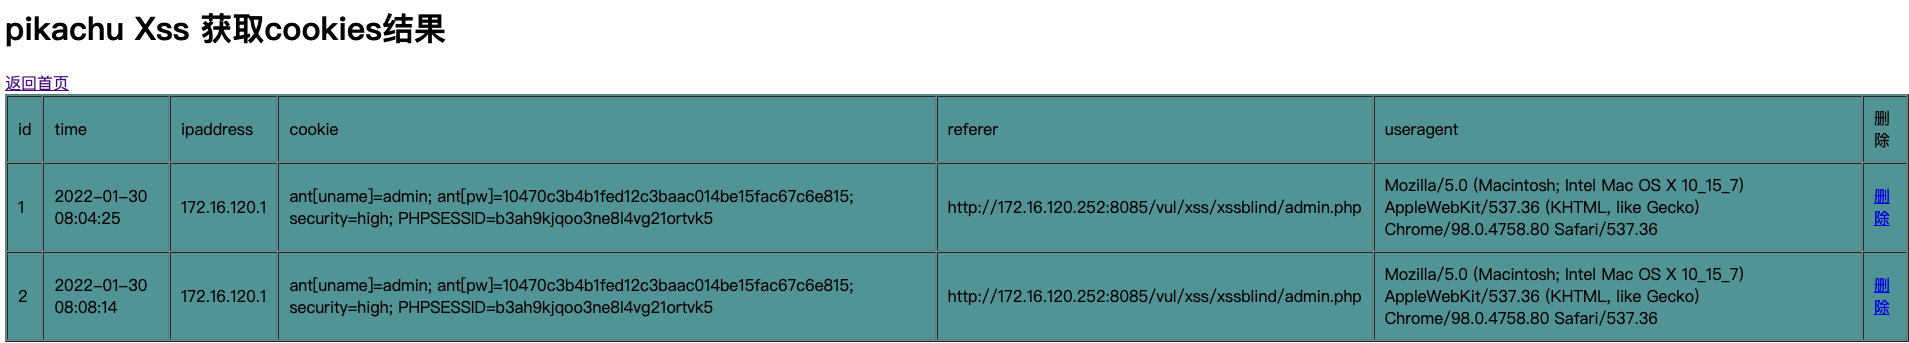 pikachu Xss 获取cookies结果
返回首页
id time ipaddress cookie referer useragent 删
除
1 2022-01-30
08:04:25 172.16.120.1 ant[uname]=admin; ant[pw]=10470c3b4b1fed12c3baac014be15fac67c6e815;
security=high; PHPSESSID=b3ah9kjqoo3ne8l4vg21ortvk5 http://172.16.120.252:8085/vul/xss/xssblind/admin.php Mozilla/5.0 (Macintosh; Intel Mac OS X 10_15_7)
AppleWebKit/537.36 (KHTML, like Gecko)
Chrome/98.0.4758.80 Safari/537.36 删
除
2 2022-01-30
08:08:14 172.16.120.1 ant[uname]=admin; ant[pw]=10470c3b4b1fed12c3baac014be15fac67c6e815;
security=high; PHPSESSID=b3ah9kjqoo3ne8l4vg21ortvk5 http://172.16.120.252:8085/vul/xss/xssblind/admin.php Mozilla/5.0 (Macintosh; Intel Mac OS X 10_15_7)
AppleWebKit/537.36 (KHTML, like Gecko)
Chrome/98.0.4758.80 Safari/537.36 删
除